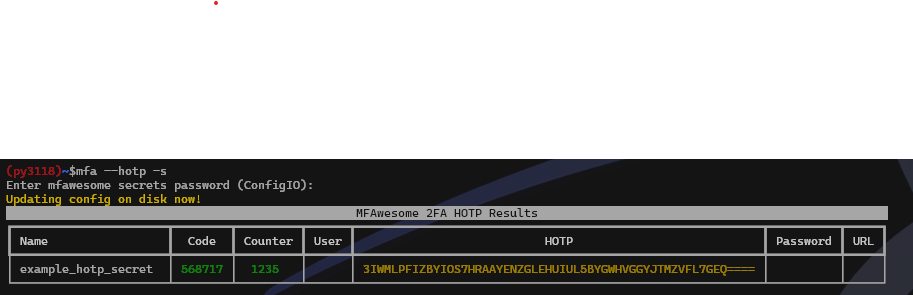 (py3118)~$mfa --hotp -s
Enter mfawesome secrets password (ConfigIO):
Updating config on disk now!
MFAwesome 2FA HOTP Results
Name Code Counter User HOTP Password URL
example_hotp_secret 568717 1235 3IWMLPFIZBYIOS7HRAAYENZGLEHUIUL5BYGWHVGGYJTMZVFL7GEQ====